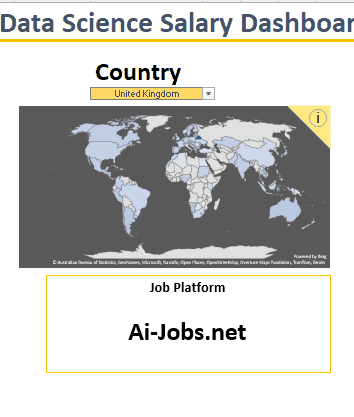 Data Science Salary Dashboar
Country
United Kingdom
i
Powered by Bing
© Australian Bureau of Statistics, GeoNames, Microsoft, Navinfo, Open Places, OpenStreetMap, Overture Maps Fundation, TomTom, Zenrin
Job Platform
Ai-Jobs.net